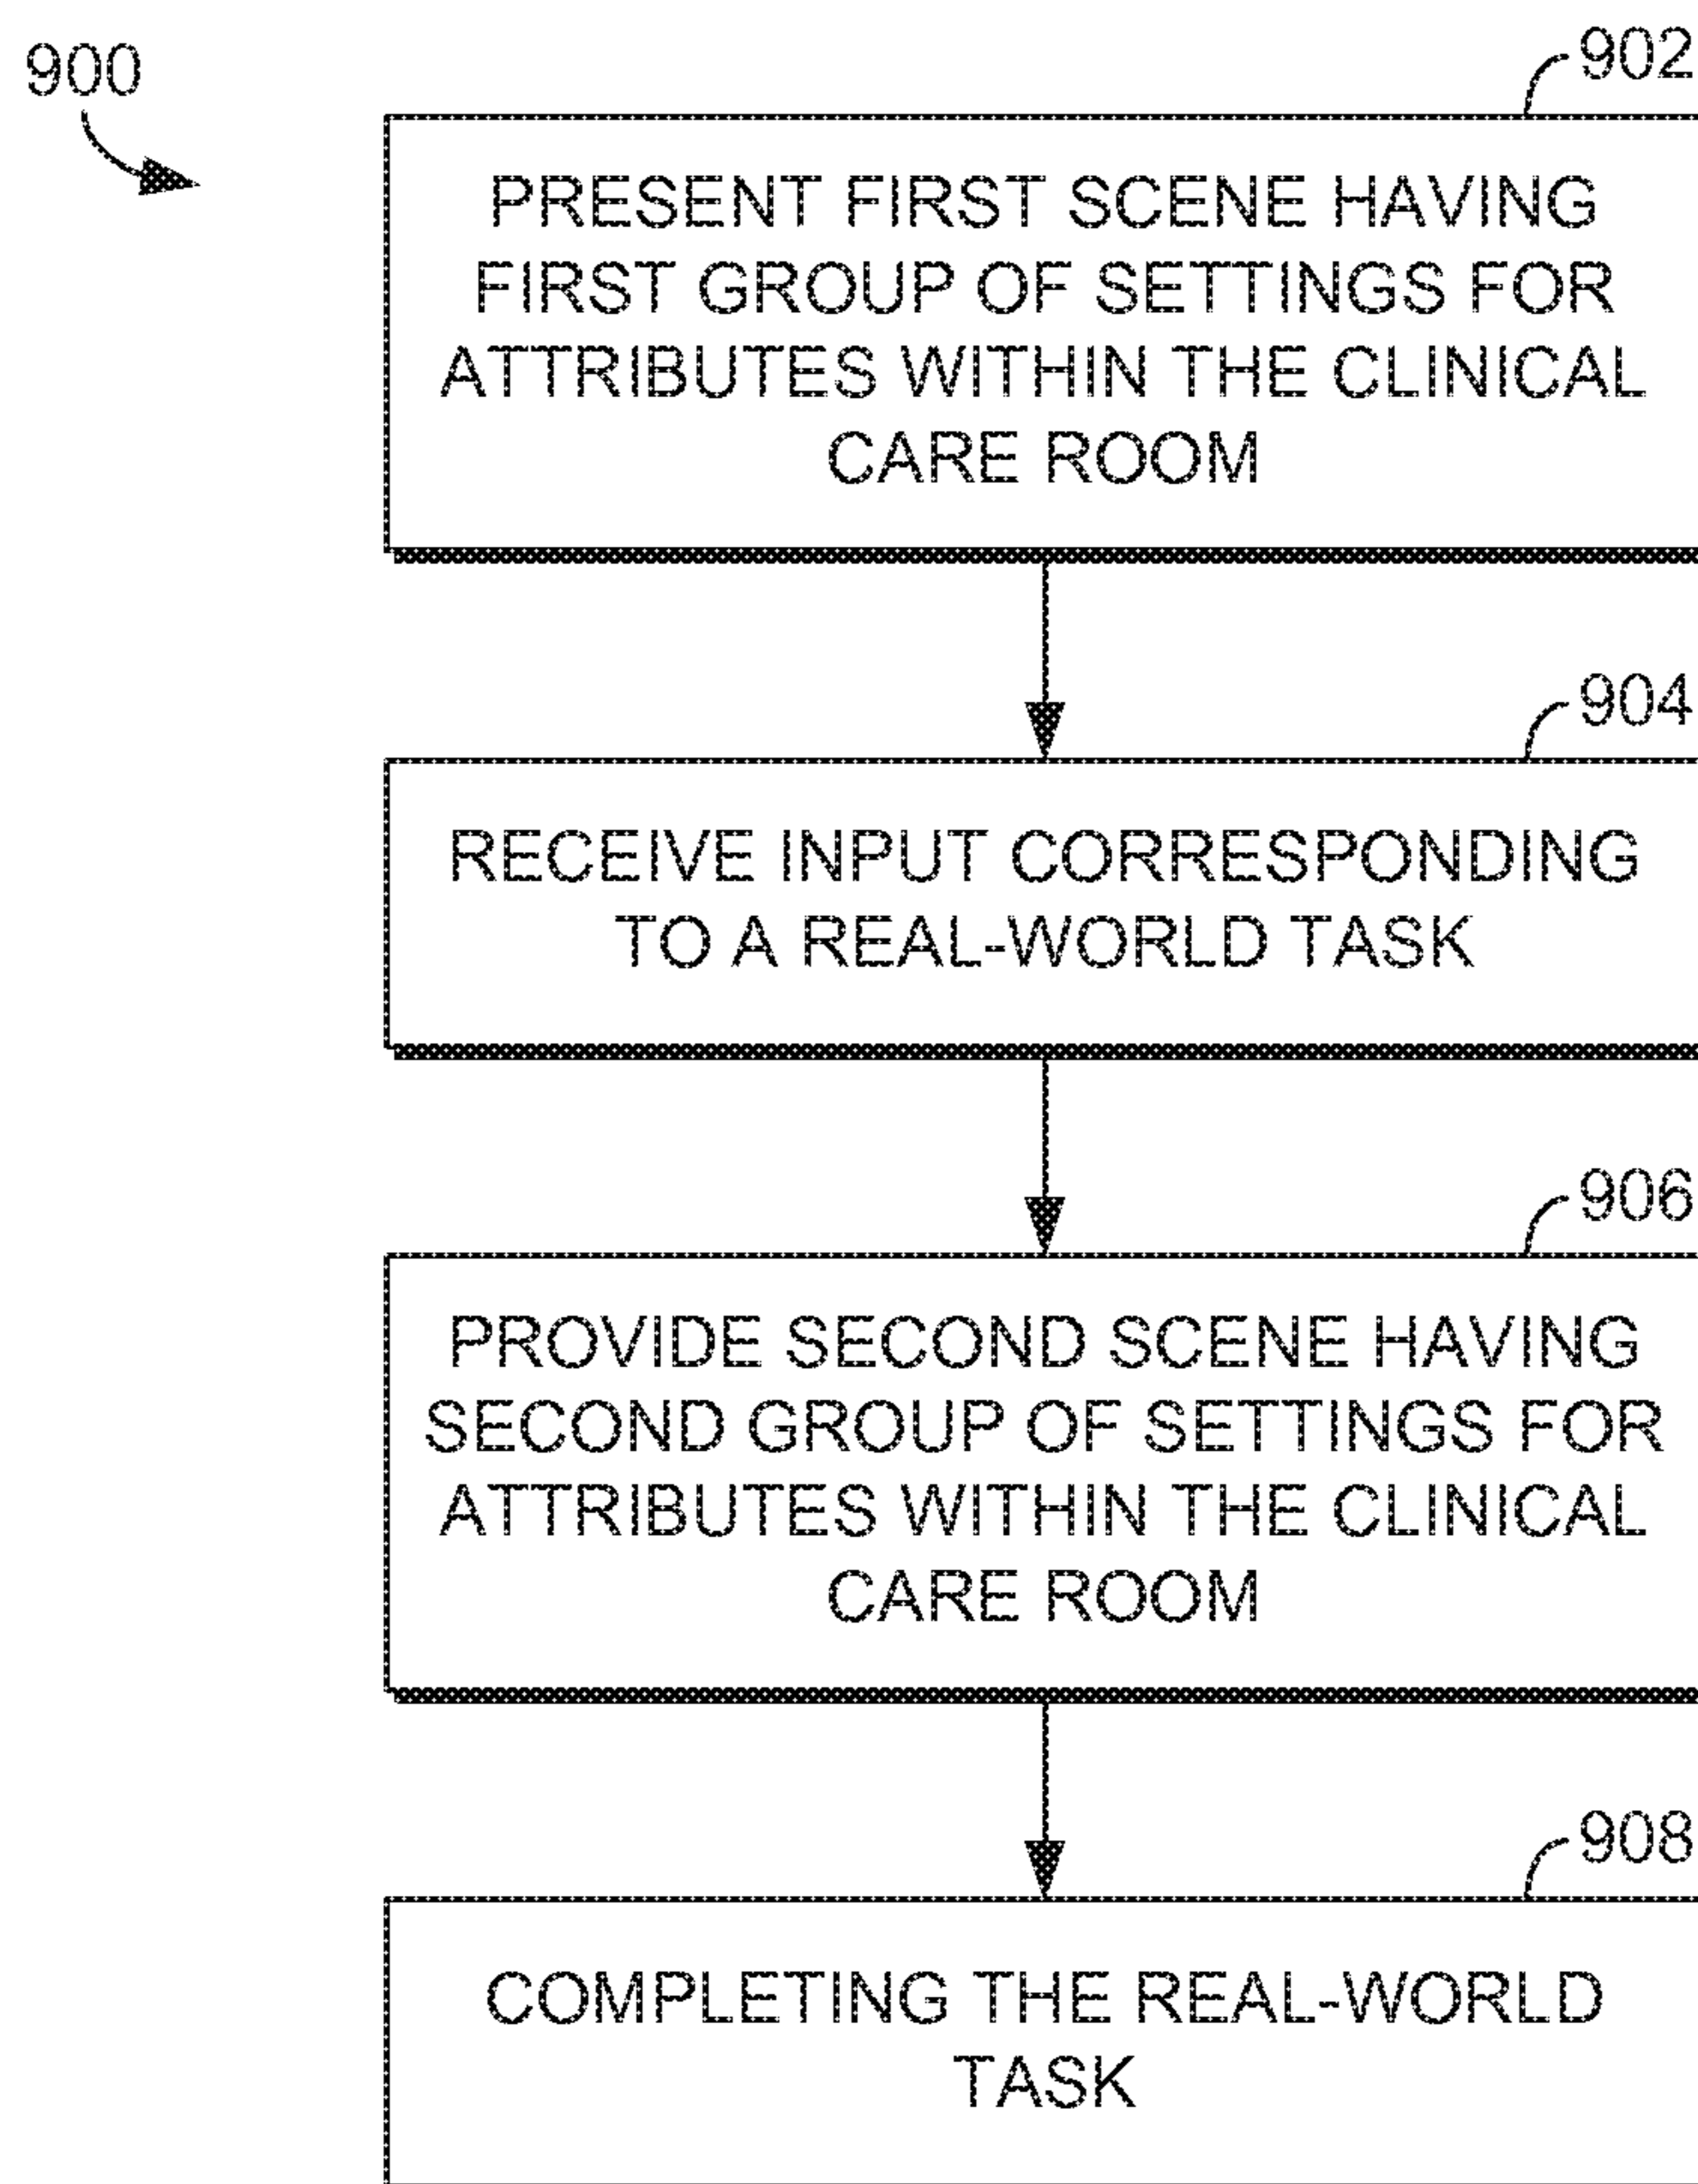 900
902
PRESENT FIRST SCENE HAVING
FIRST GROUP OF SETTINGS FOR
ATTRIBUTES WITHIN THE CLINICAL
CARE ROOM
904
RECEIVE INPUT CORRESPONDING
TO A REAL-WORLD TASK
906
PROVIDE SECOND SCENE HAVING
SECOND GROUP OF SETTINGS FOR
ATTRIBUTES WITHIN THE CLINICAL
CARE ROOM
908
COMPLETING THE REAL-WORLD
TASK